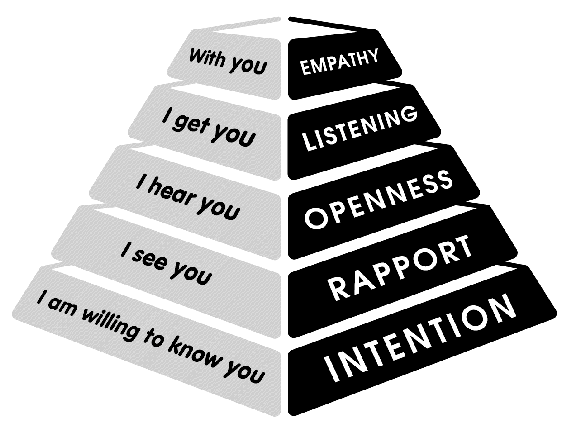 With you
EMPATHY
I get you
LISTENING
I hear you
OPENNESS
I see you
RAPPORT
I am willing to know you
INTENTION